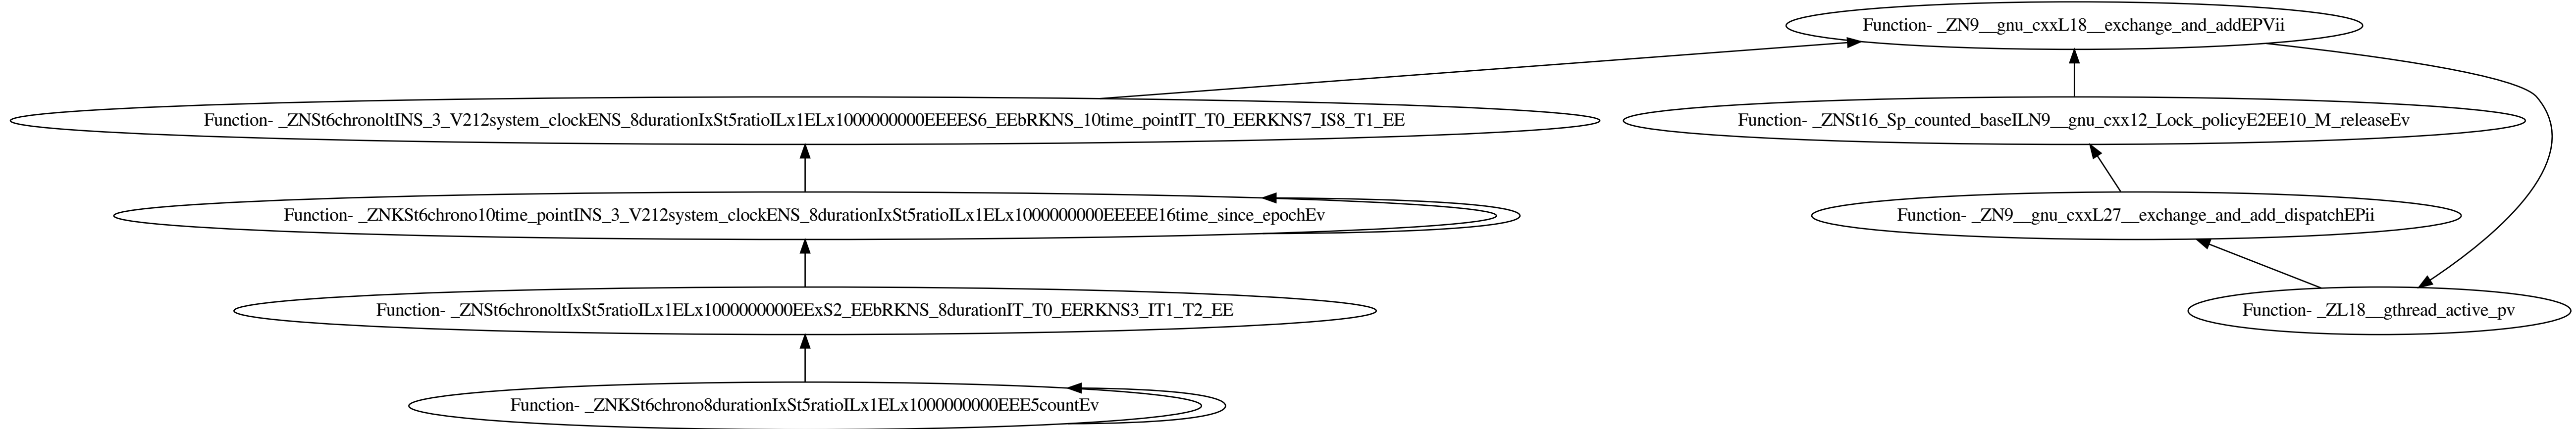 Function- _ZN9__gnu_cxxL18__exchange_and_addEPVii
Function- _ZNSt6chronoltINS_3_V212system_clockENS_8durationIxSt5ratioILx1ELx1000000000EEEES6_EEbRKNS_10time_pointIT_T0_EERKNS7_IS8_T1_EE
Function- _ZNSt16_Sp_counted_baseILN9__gnu_cxx12_Lock_policyE2EE10_M_releaseEv
Function- _ZNKSt6chrono10time_pointINS_3_V212system_clockENS_8durationIxSt5ratioILx1ELx1000000000EEEEE16time_since_epochEv
Function- _ZN9__gnu_cxxL27__exchange_and_add_dispatchEPii
Function- _ZNSt6chronoltIxSt5ratioILx1ELx1000000000EExS2_EEbRKNS_8durationIT_T0_EERKNS3_IT1_T2_EE
Function- _ZL18__gthread_active_pv
Function- _ZNKSt6chrono8durationIxSt5ratioILx1ELx1000000000EEE5countEv